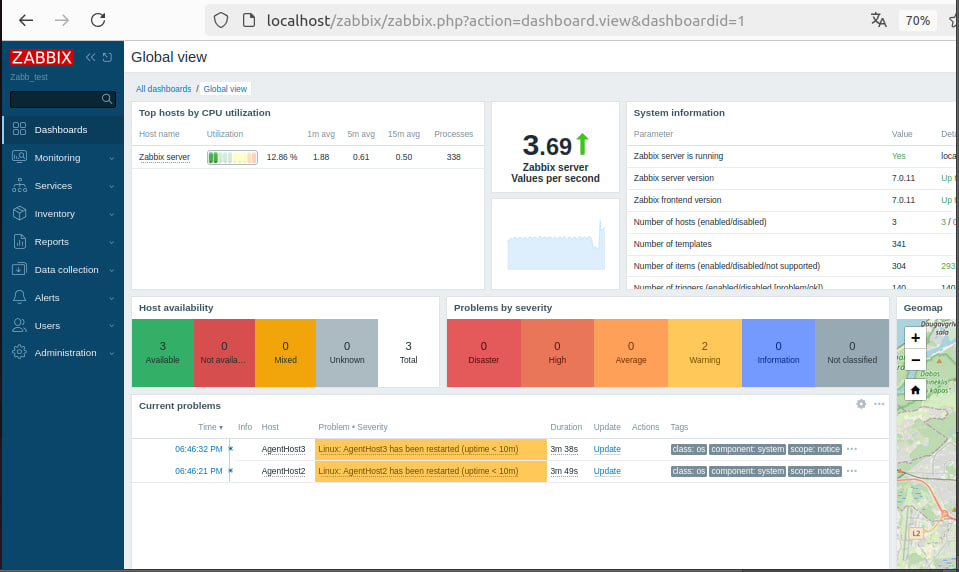 localhost/zabbix/zabbix.php?action=dashboard.view&dashboardid=1
70%
ZABBIX
Zabb_test
Dashboards
Monitoring
Services
Inventory
Reports
Data collection
Alerts
Users
Administration
Global view
All dashboards / Global view
Top hosts by CPU utilization
Host name Utilization 1m avg 5m avg 15m avg Processes
Zabbix server 12.86 % 1.88 0.61 0.50 338
3.69
Zabbix server
Values per second
System information
Parameter Value
Zabbix server is running Yes
Zabbix server version 7.0.11 Up
Zabbix frontend version 7.0.11 Up
Number of hosts (enabled/disabled) 3 3 /
Number of templates 341
Number of items (enabled/disabled/not supported) 304 293
Number of triggers (enabled/disabled [problem/ok]) 140 140
Host availability
3 0 0 0 3
Available Not availa... Mixed Unknown Total
Problems by severity
0 0 0 2 0 0
Disaster High Average Warning Information Not classified
Geomap
+
−
Daugavgrīv
sala
L2
Current problems
Time Info Host Problem • Severity Duration Update Actions Tags
06:46:32 PM AgentHost3 Linux: AgentHost3 has been restarted (uptime < 10m) 3m 38s Update class: os component: system scope: notice
06:46:21 PM AgentHost2 Linux: AgentHost2 has been restarted (uptime < 10m) 3m 49s Update class: os component: system scope: notice